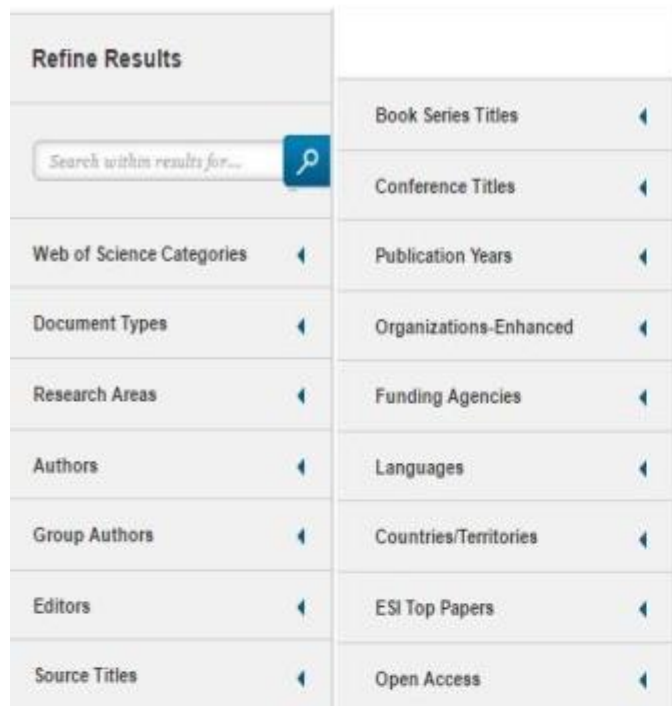 Refine Results
Search within results for...
Web of Science Categories
Document Types
Research Areas
Authors
Group Authors
Editors
Source Titles
Book Series Titles
Conference Titles
Publication Years
Organizations-Enhanced
Funding Agencies
Languages
Countries/Territories
ESI Top Papers
Open Access